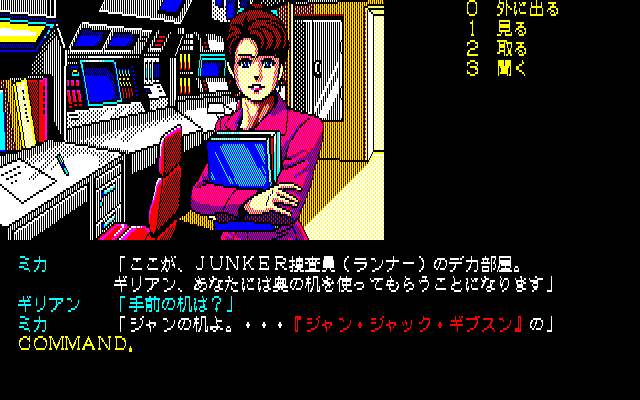 0 外に出る
1 見る
2 取る
3 聞く
ミカ 「ここが、JUNKER捜査員(ランナー)のデカ部屋。
ギリアン、あなたには奥の机を使ってもらうことになります」
ギリアン 「手前の机は?」
ミカ 「ジャンの机よ。・・・『ジャン・ジャック・ギブスン』の」
COMMAND.